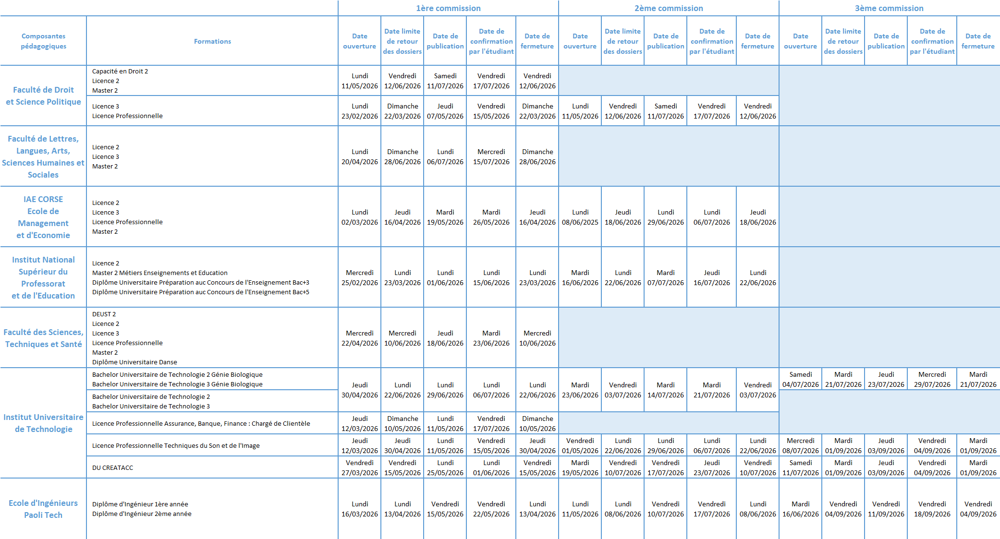 1ère commission
2ème commission
3ème commission
Composantes
pédagogiques
Formations
Date
ouverture
Date limite
de retour
des dossiers
Date de
publication
Date de
confirmation
par l'étudiant
Date de
fermeture
Date
ouverture
Date limite
de retour
des dossiers
Date de
publication
Date de
confirmation
par l'étudiant
Date de
fermeture
Date
ouverture
Date limite
de retour
des dossiers
Date de
publication
Date de
confirmation
par l'étudiant
Date de
fermeture
Faculté de Droit
et Science Politique
Capacité en Droit 2
Licence 2
Master 2
Lundi
11/05/2026
Vendredi
12/06/2026
Samedi
11/07/2026
Vendredi
17/07/2026
Vendredi
12/06/2026
Licence 3
Licence Professionnelle
Lundi
23/02/2026
Dimanche
22/03/2026
Jeudi
07/05/2026
Vendredi
15/05/2026
Dimanche
22/03/2026
Lundi
11/05/2026
Vendredi
12/06/2026
Samedi
11/07/2026
Vendredi
17/07/2026
Vendredi
12/06/2026
Faculté de Lettres,
Langues, Arts,
Sciences Humaines et
Sociales
Licence 2
Licence 3
Master 2
Lundi
20/04/2026
Dimanche
28/06/2026
Lundi
06/07/2026
Mercredi
15/07/2026
Dimanche
28/06/2026
IAE CORSE
Ecole de
Management
et d'Economie
Licence 2
Licence 3
Licence Professionnelle
Master 2
Lundi
02/03/2026
Jeudi
16/04/2026
Mardi
19/05/2026
Mardi
26/05/2026
Jeudi
16/04/2026
Lundi
08/06/2025
Jeudi
18/06/2026
Lundi
29/06/2026
Lundi
06/07/2026
Jeudi
18/06/2026
Institut National
Supérieur du
Professorat
et de l'Education
Licence 2
Master 2 Métiers Enseignements et Education
Diplôme Universitaire Préparation auc Concours de l'Enseignement Bac+3
Diplôme Universitaire Préparation auc Concours de l'Enseignement Bac+5
Mercredi
25/02/2026
Lundi
23/03/2026
Lundi
01/06/2026
Lundi
15/06/2026
Lundi
23/03/2026
Mardi
16/06/2026
Lundi
22/06/2026
Mardi
07/07/2026
Jeudi
16/07/2026
Lundi
22/06/2026
Faculté des Sciences,
Techniques et Santé
DEUST 2
Licence 2
Licence 3
Licence Professionnelle
Master 2
Diplôme Universitaire Danse
Mercredi
22/04/2026
Mercredi
10/06/2026
Jeudi
18/06/2026
Mardi
23/06/2026
Mercredi
10/06/2026
Institut Universitaire
de Technologie
Bachelor Universitaire de Technologie 2 Génie Biologique
Bachelor Universitaire de Technologie 3 Génie Biologique
Bachelor Universitaire de Technologie 2
Bachelor Universitaire de Technologie 3
Jeudi
30/04/2026
Lundi
22/06/2026
Lundi
29/06/2026
Lundi
06/07/2026
Lundi
22/06/2026
Mardi
23/06/2026
Vendredi
03/07/2026
Mardi
14/07/2026
Mardi
21/07/2026
Vendredi
03/07/2026
Samedi
04/07/2026
Mardi
21/07/2026
Jeudi
23/07/2026
Mercredi
29/07/2026
Mardi
21/07/2026
Licence Professionnelle Assurance, Banque, Finance : Chargé de Clientèle
Jeudi
12/03/2026
Dimanche
10/05/2026
Lundi
11/05/2026
Vendredi
17/07/2026
Dimanche
10/05/2026
Licence Professionnelle Techniques du Son et de l'Image
Jeudi
12/03/2026
Jeudi
30/04/2026
Lundi
11/05/2026
Vendredi
15/05/2026
Jeudi
30/04/2026
Vendredi
01/05/2026
Lundi
22/06/2026
Lundi
29/06/2026
Lundi
06/07/2026
Lundi
22/06/2026
Mercredi
08/07/2026
Mardi
01/09/2026
Jeudi
03/09/2026
Vendredi
04/09/2026
Mardi
01/09/2026
DU CREATACC
Vendredi
27/03/2026
Vendredi
15/05/2026
Lundi
25/05/2026
Lundi
01/06/2026
Vendredi
15/05/2026
Mardi
19/05/2026
Vendredi
10/07/2026
Vendredi
17/07/2026
Jeudi
23/07/2026
Vendredi
10/07/2026
Samedi
11/07/2026
Mardi
01/09/2026
Jeudi
03/09/2026
Vendredi
04/09/2026
Mardi
01/09/2026
Ecole d'Ingénieurs
Paoli Tech
Diplôme d'Ingénieur 1ère année
Diplôme d'Ingénieur 2ème année
Lundi
16/03/2026
Lundi
13/04/2026
Vendredi
15/05/2026
Vendredi
22/05/2026
Lundi
13/04/2026
Lundi
11/05/2026
Lundi
08/06/2026
Vendredi
10/07/2026
Vendredi
17/07/2026
Lundi
08/06/2026
Mardi
16/06/2026
Vendredi
04/09/2026
Vendredi
11/09/2026
Vendredi
18/09/2026
Vendredi
04/09/2026